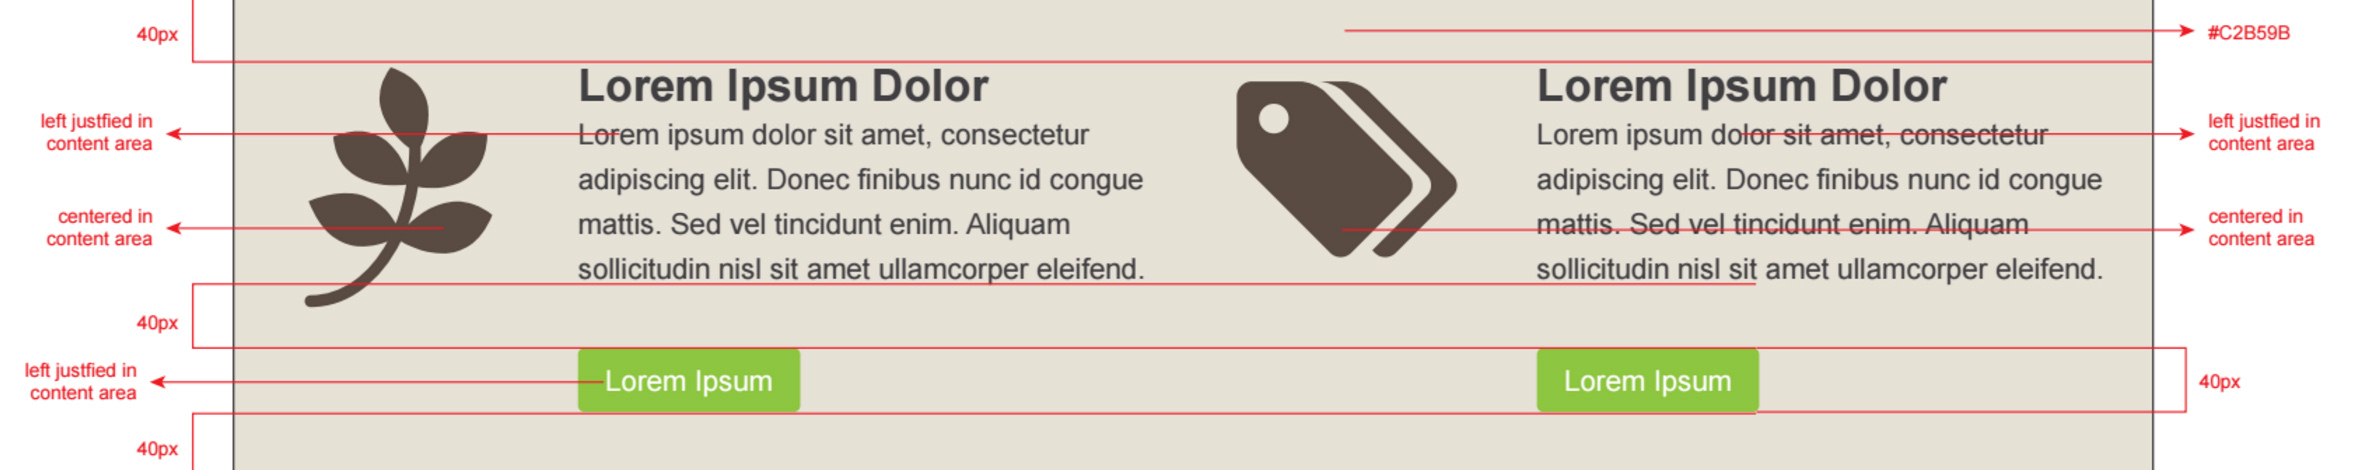 40px
#C2B59B
Lorem Ipsum Dolor
Lorem ipsum dolor sit amet, consectetur
adipiscing elit. Donec finibus nunc id congue
mattis. Sed vel tincidunt enim. Aliquam
sollicitudin nisl sit amet ullamcorper eleifend.
Lorem Ipsum Dolor
Lorem ipsum dolor sit amet, consectetur
adipiscing elit. Donec finibus nunc id congue
mattis. Sed vel tincidunt enim. Aliquam
sollicitudin nisl sit amet ullamcorper eleifend.
left justfied in
content area
left justfied in
content area
centered in
content area
centered in
content area
40px
left justfied in
content area
Lorem Ipsum
Lorem Ipsum
40px
40px